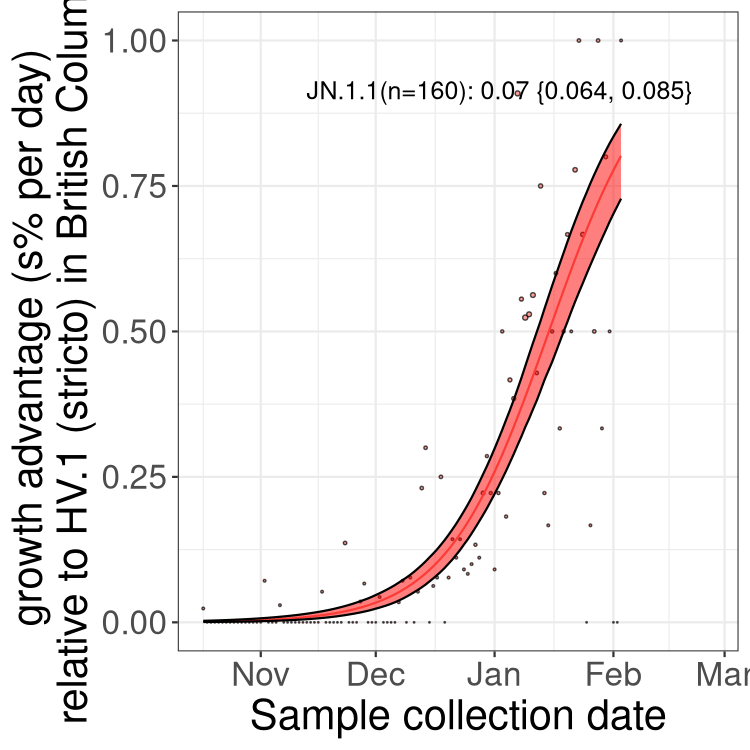 growth advantage (s% per day)
relative to HV.1 (stricto) in British Colum
1.00
0.75
0.50
0.25
0.00
JN.1.1(n=160): 0.07 {0.064, 0.085}
Nov Dec Jan Feb Mar
Sample collection date